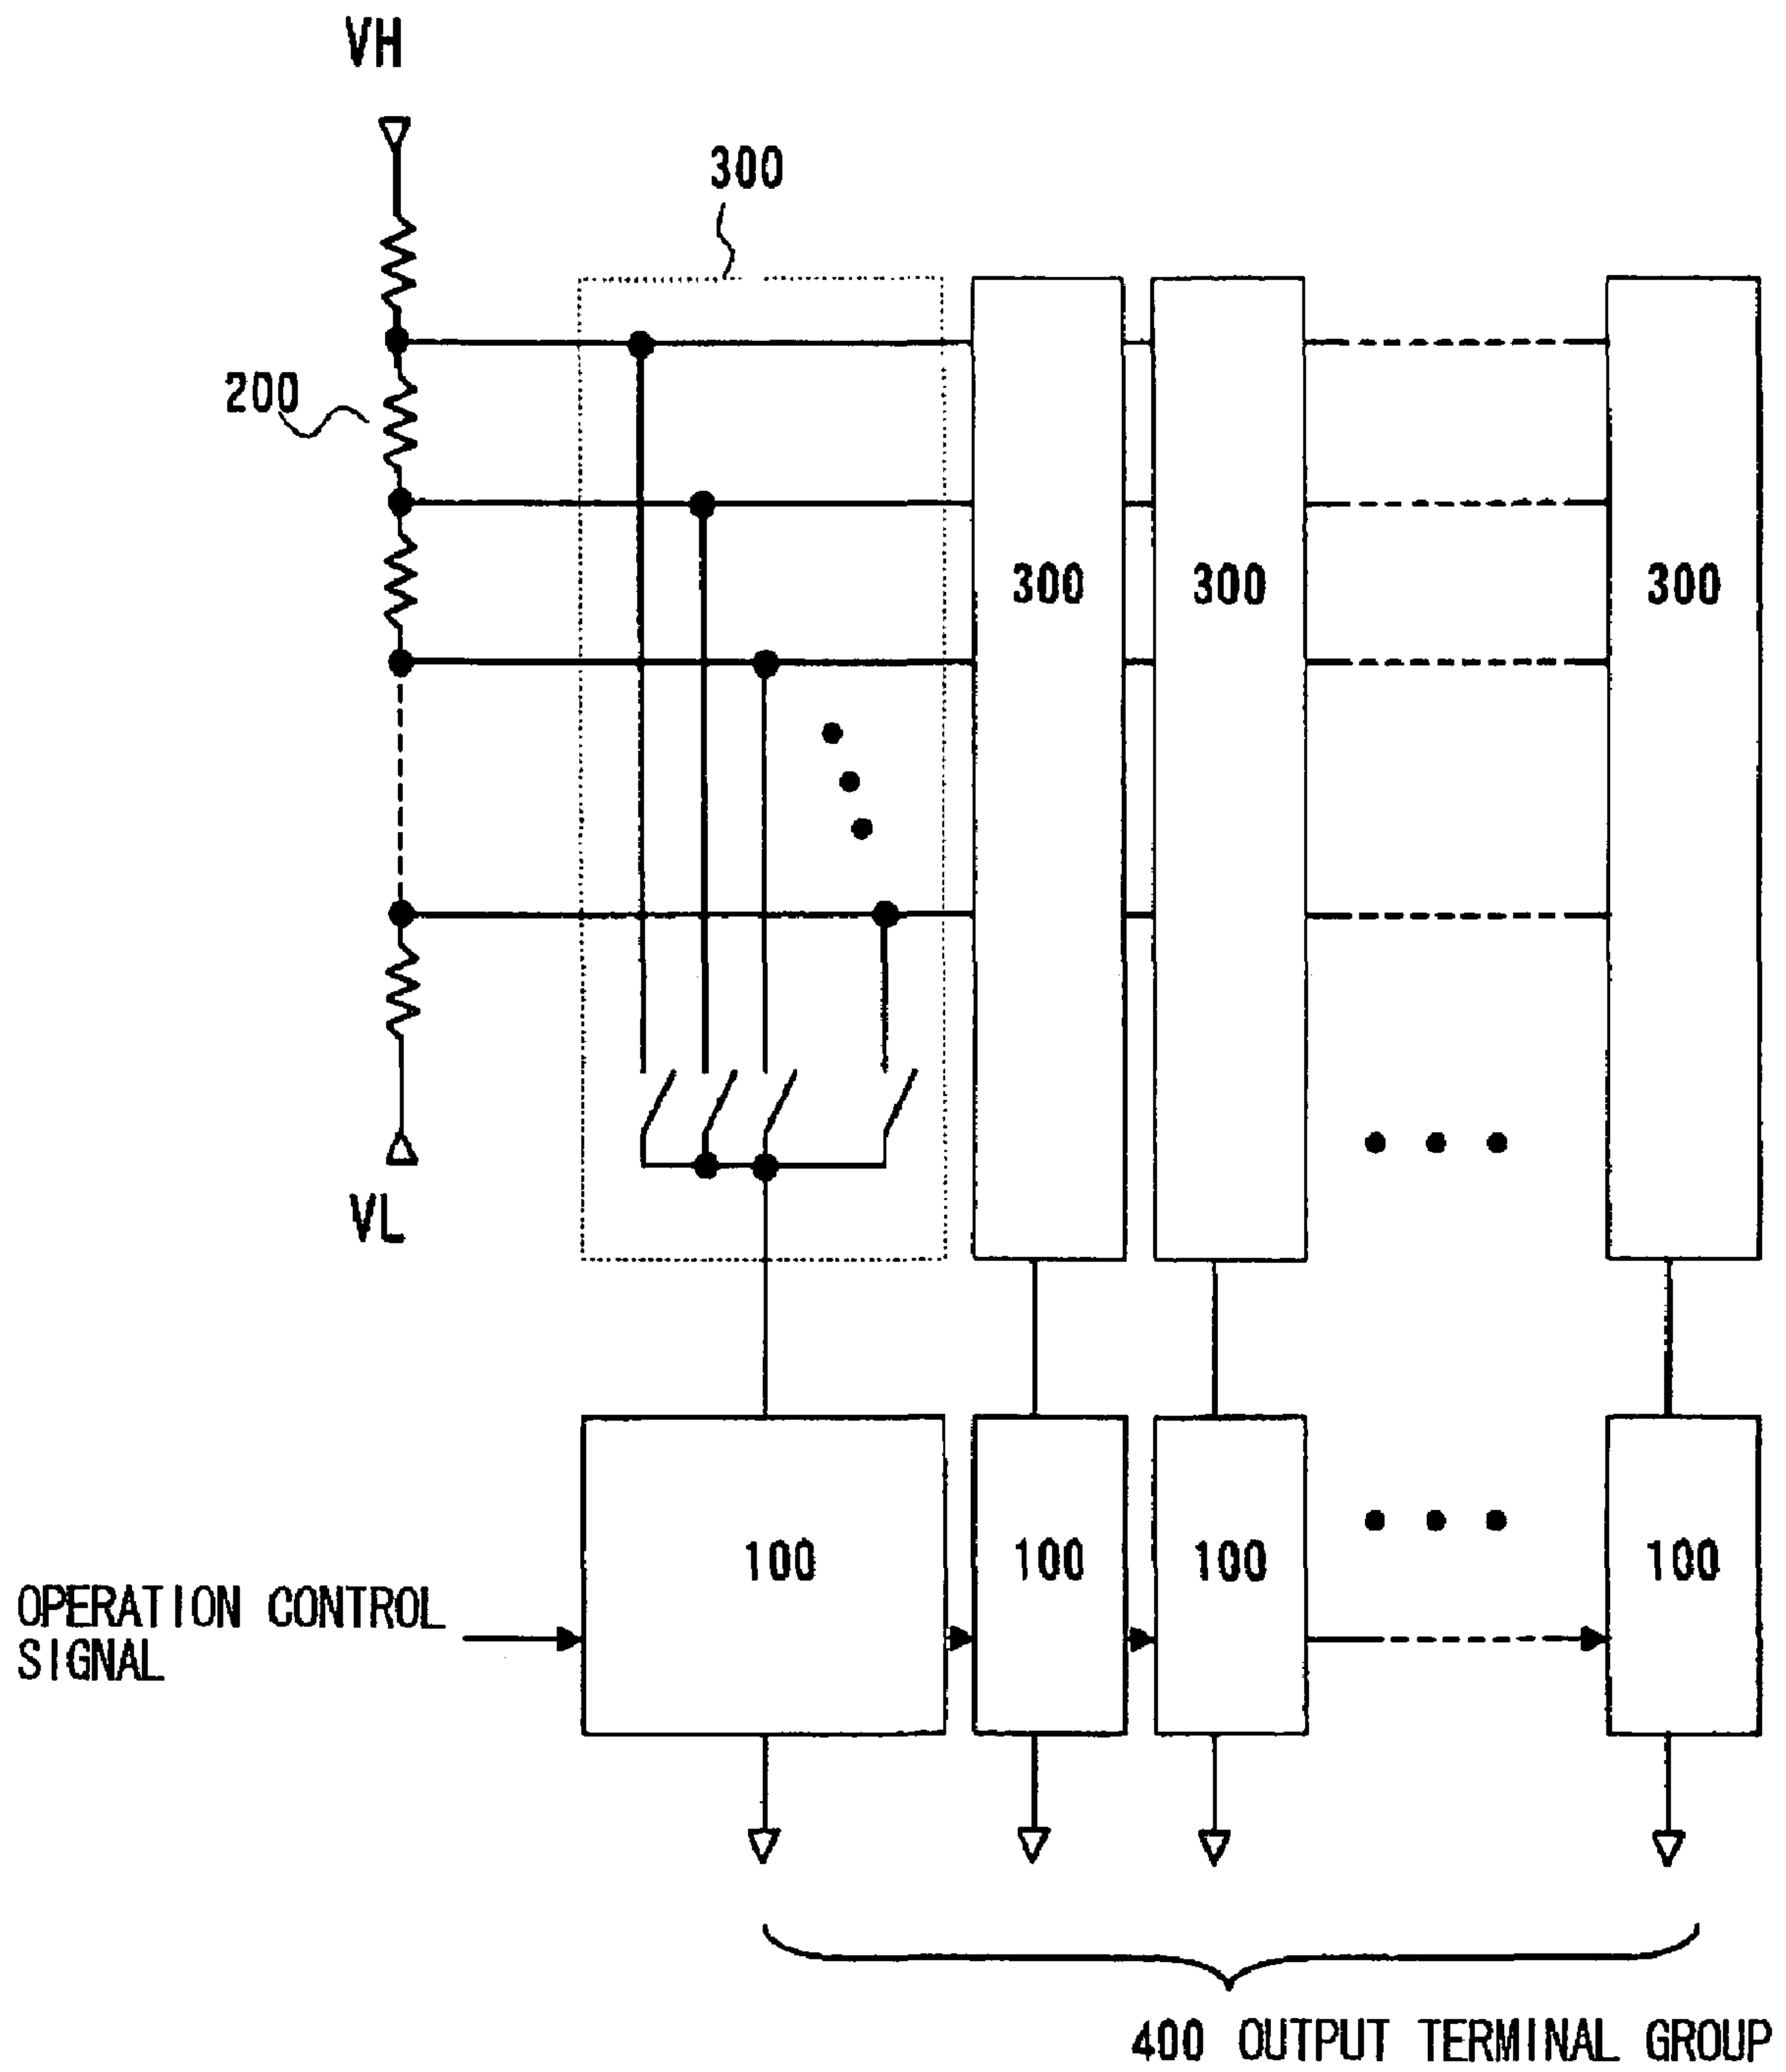 VH
300
200
300
300
300
VL
100
100
100
100
OPERATION CONTROL
SIGNAL
400 OUTPUT TERMINAL GROUP